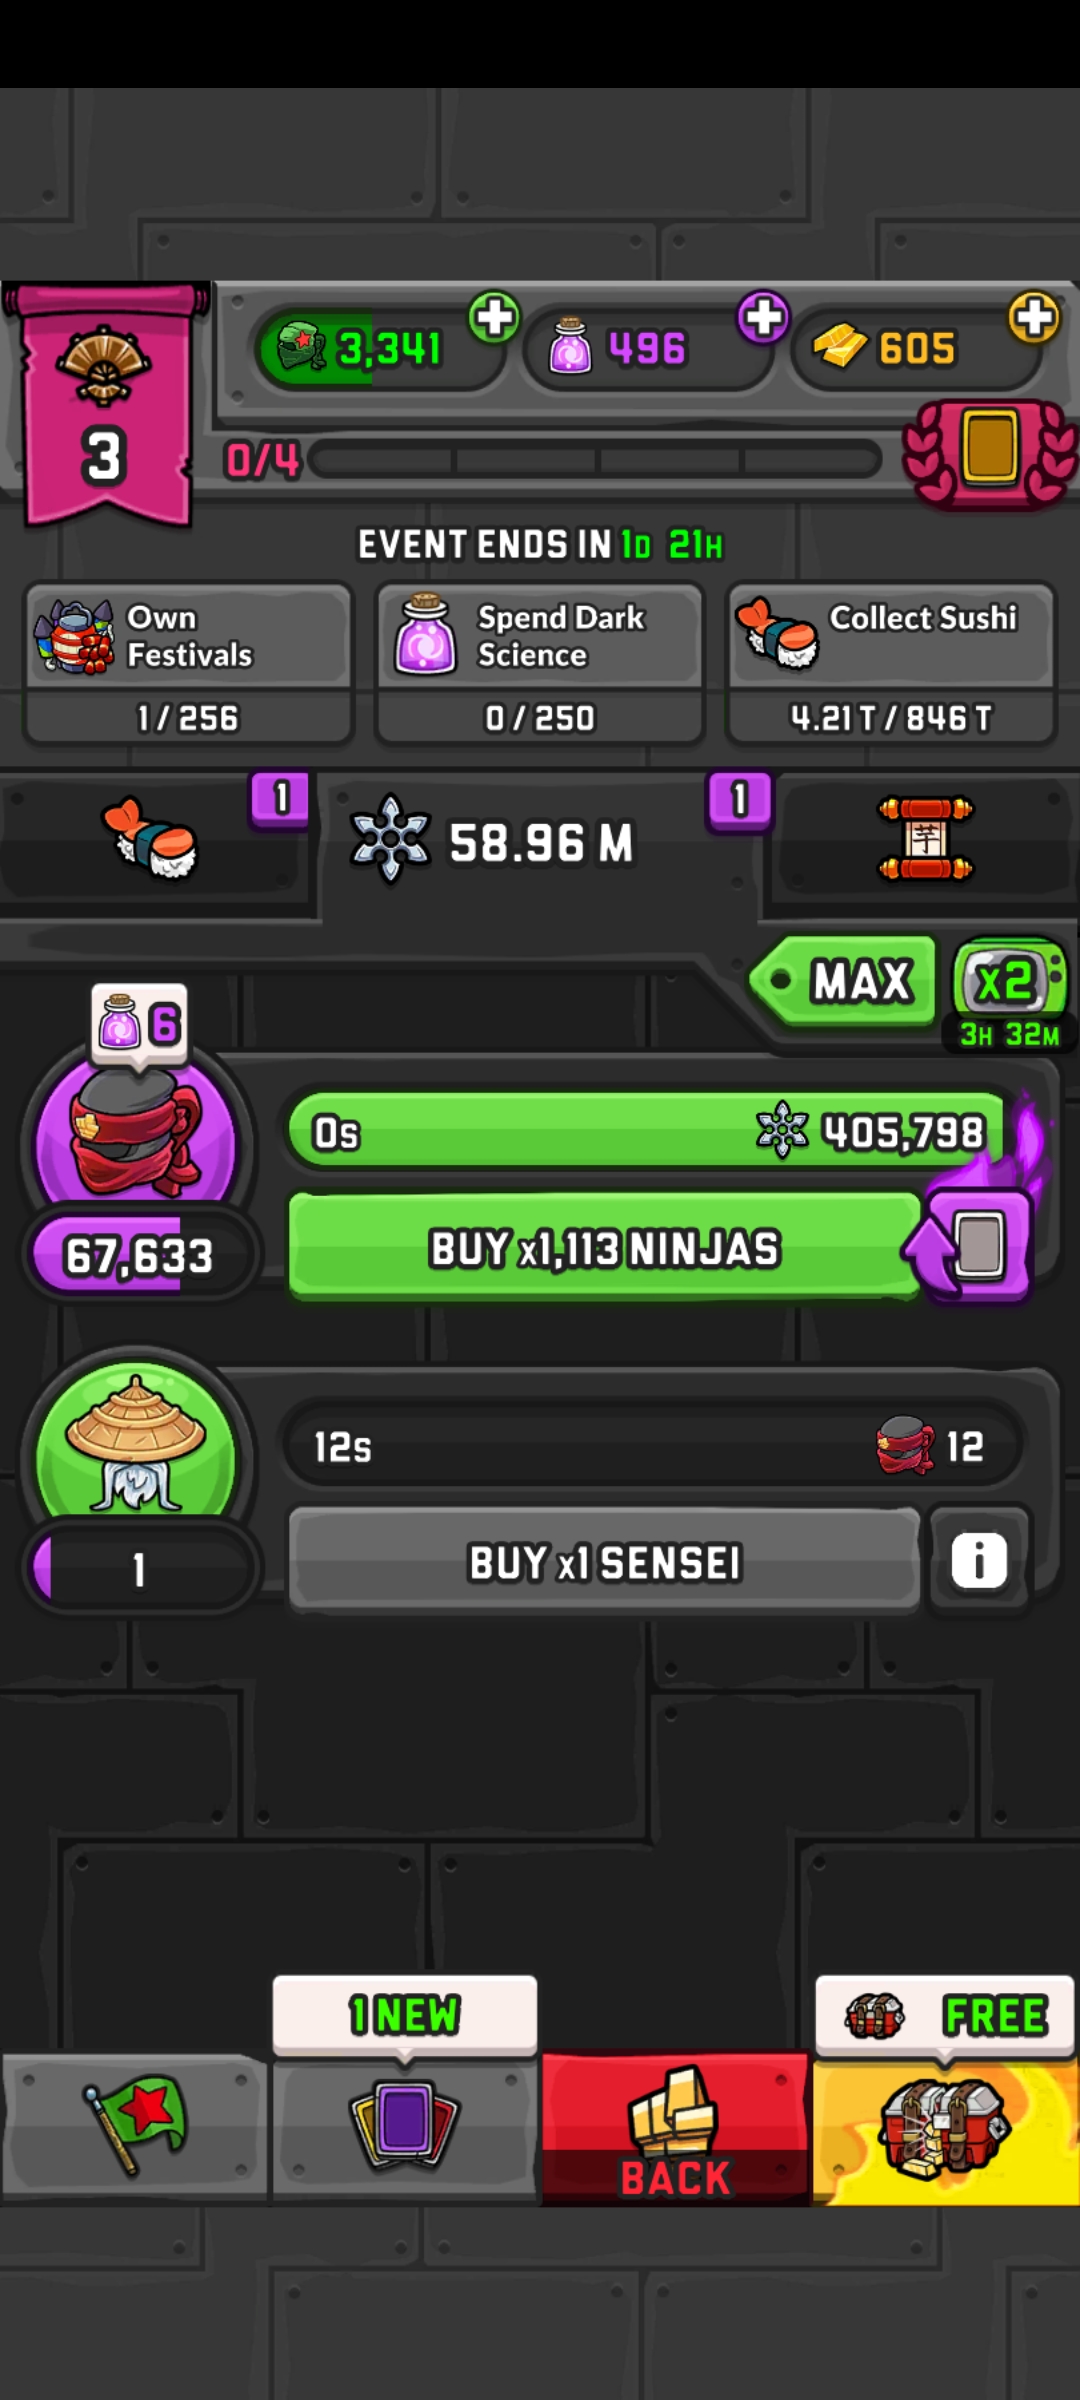 3,341
496
605
3
0/4
EVENT ENDS IN 1D 21H
Own
Festivals
1 / 256
Spend Dark
Science
0 / 250
Collect Sushi
4.21 T / 846 T
1
58.96 M
1
芋
MAX
x2
3H 32M
6
0s
405,798
67,633
BUY x1,113 NINJAS
12s
12
1
BUY x1 SENSEI
i
1 NEW
FREE
BACK